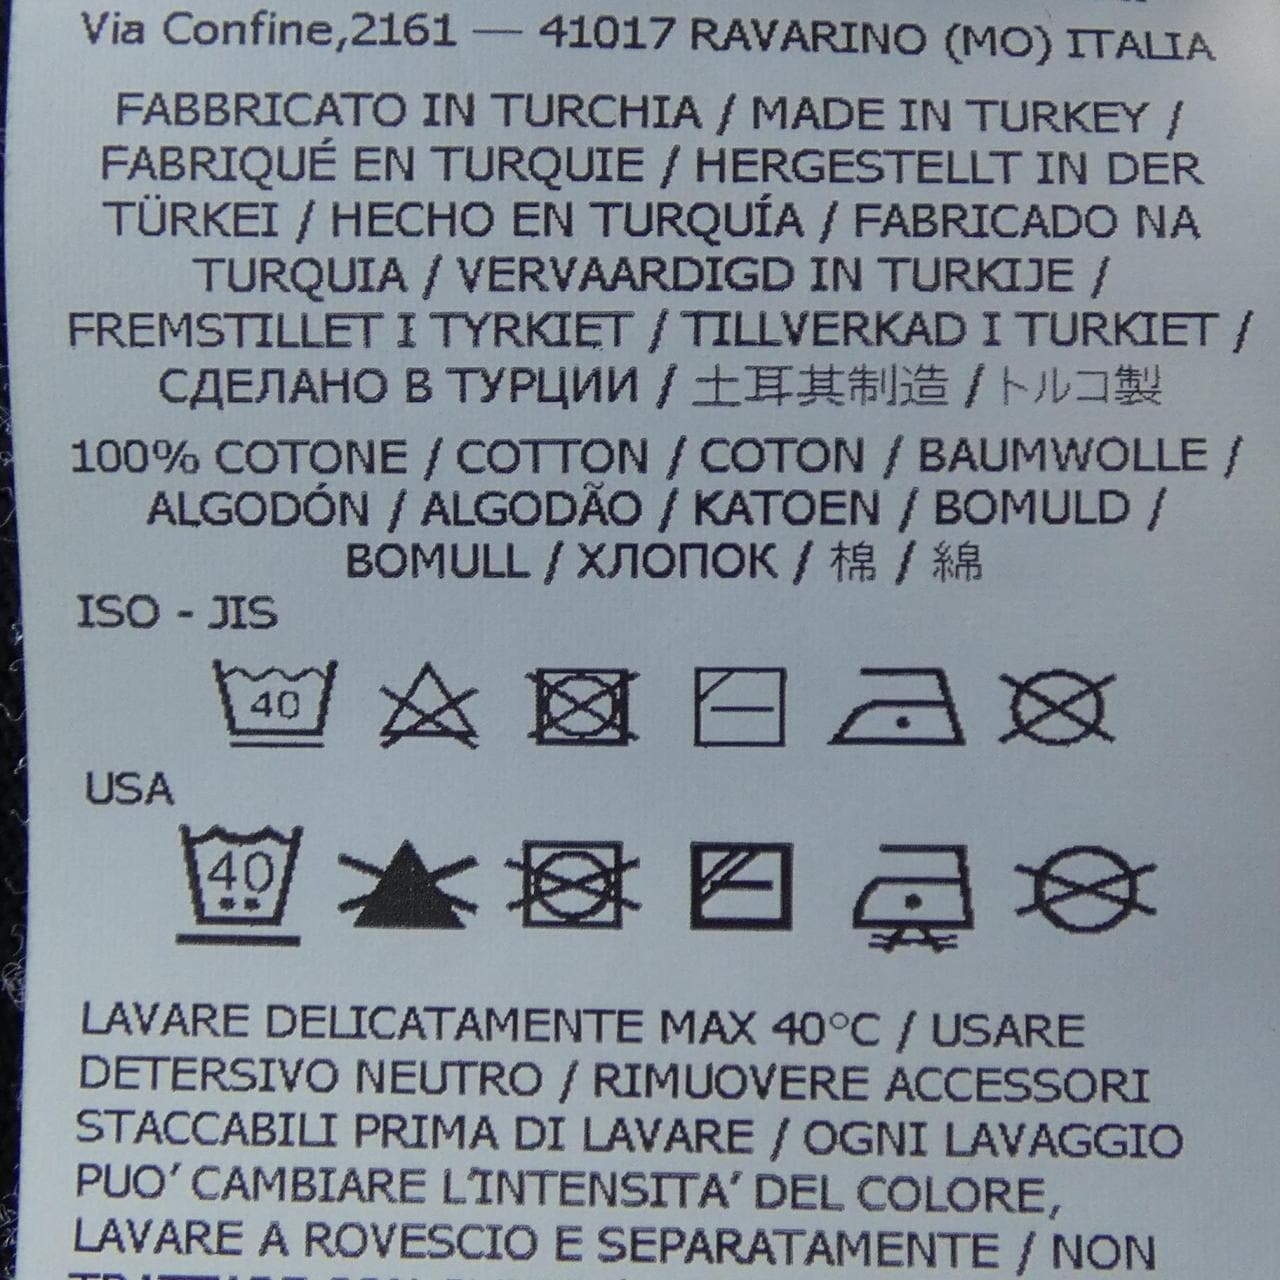 Via Confine,2161 — 41017 RAVARINO (MO) ITALIA
FABBRICATO IN TURCHIA / MADE IN TURKEY /
FABRIQUÉ EN TURQUIE / HERGESTELLT IN DER
TÜRKEI / HECHO EN TURQUÍA / FABRICADO NA
TURQUIA / VERVAARDIGD IN TURKIJE /
FREMSTILLET I TYRKIET / TILLVERKAD I TURKIET /
СДЕЛАНО В ТУРЦИИ / 土耳其制造 / トルコ製
100% COTONE / COTTON / COTON / BAUMWOLLE /
ALGODÓN / ALGODÃO / KATOEN / BOMULD /
BOMULL / ХЛОПОК / 棉 / 綿
ISO - JIS
40
USA
40
LAVARE DELICATAMENTE MAX 40°C / USARE
DETERSIVO NEUTRO / RIMUOVERE ACCESSORI
STACCABILI PRIMA DI LAVARE / OGNI LAVAGGIO
PUO' CAMBIARE L'INTENSITA' DEL COLORE,
LAVARE A ROVESCIO E SEPARATAMENTE / NON